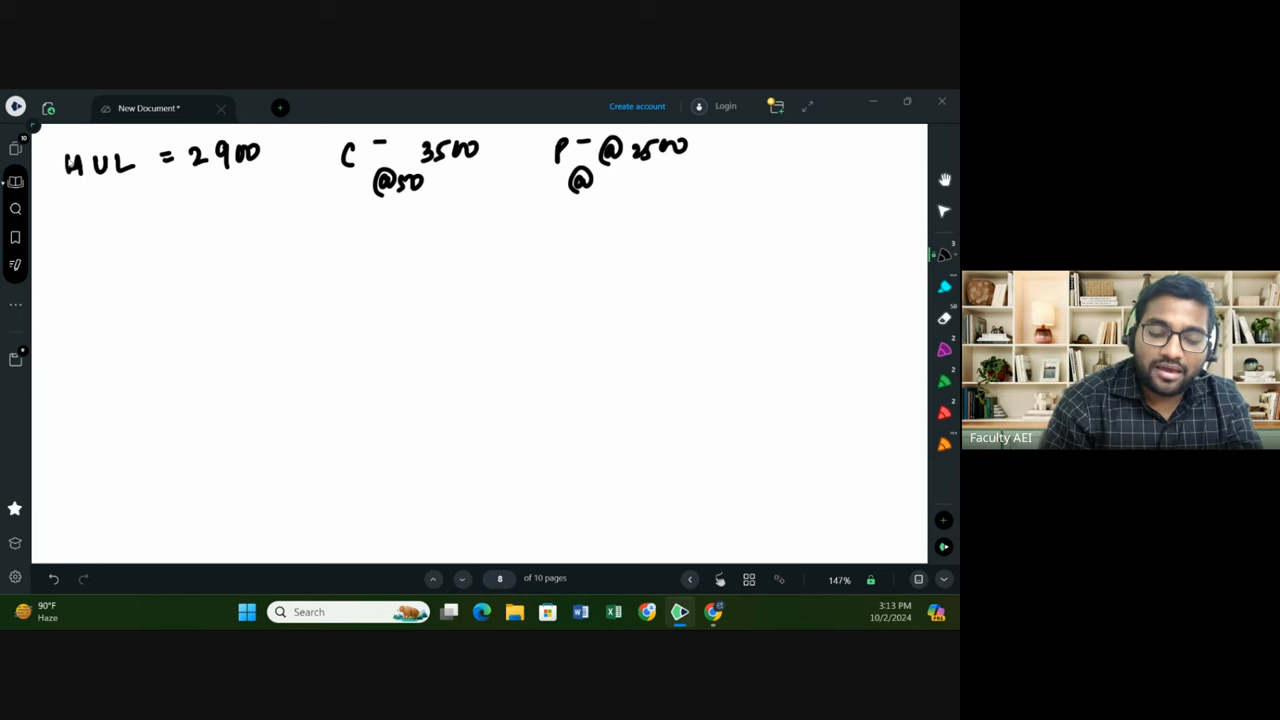 New Document*
Create account
Login
HUL = 2900 C - 3500 P - @ 2500
@50 @
Faculty AEI
8 of 10 pages
147%
90°F
Haze
Search
3:13 PM
10/2/2024